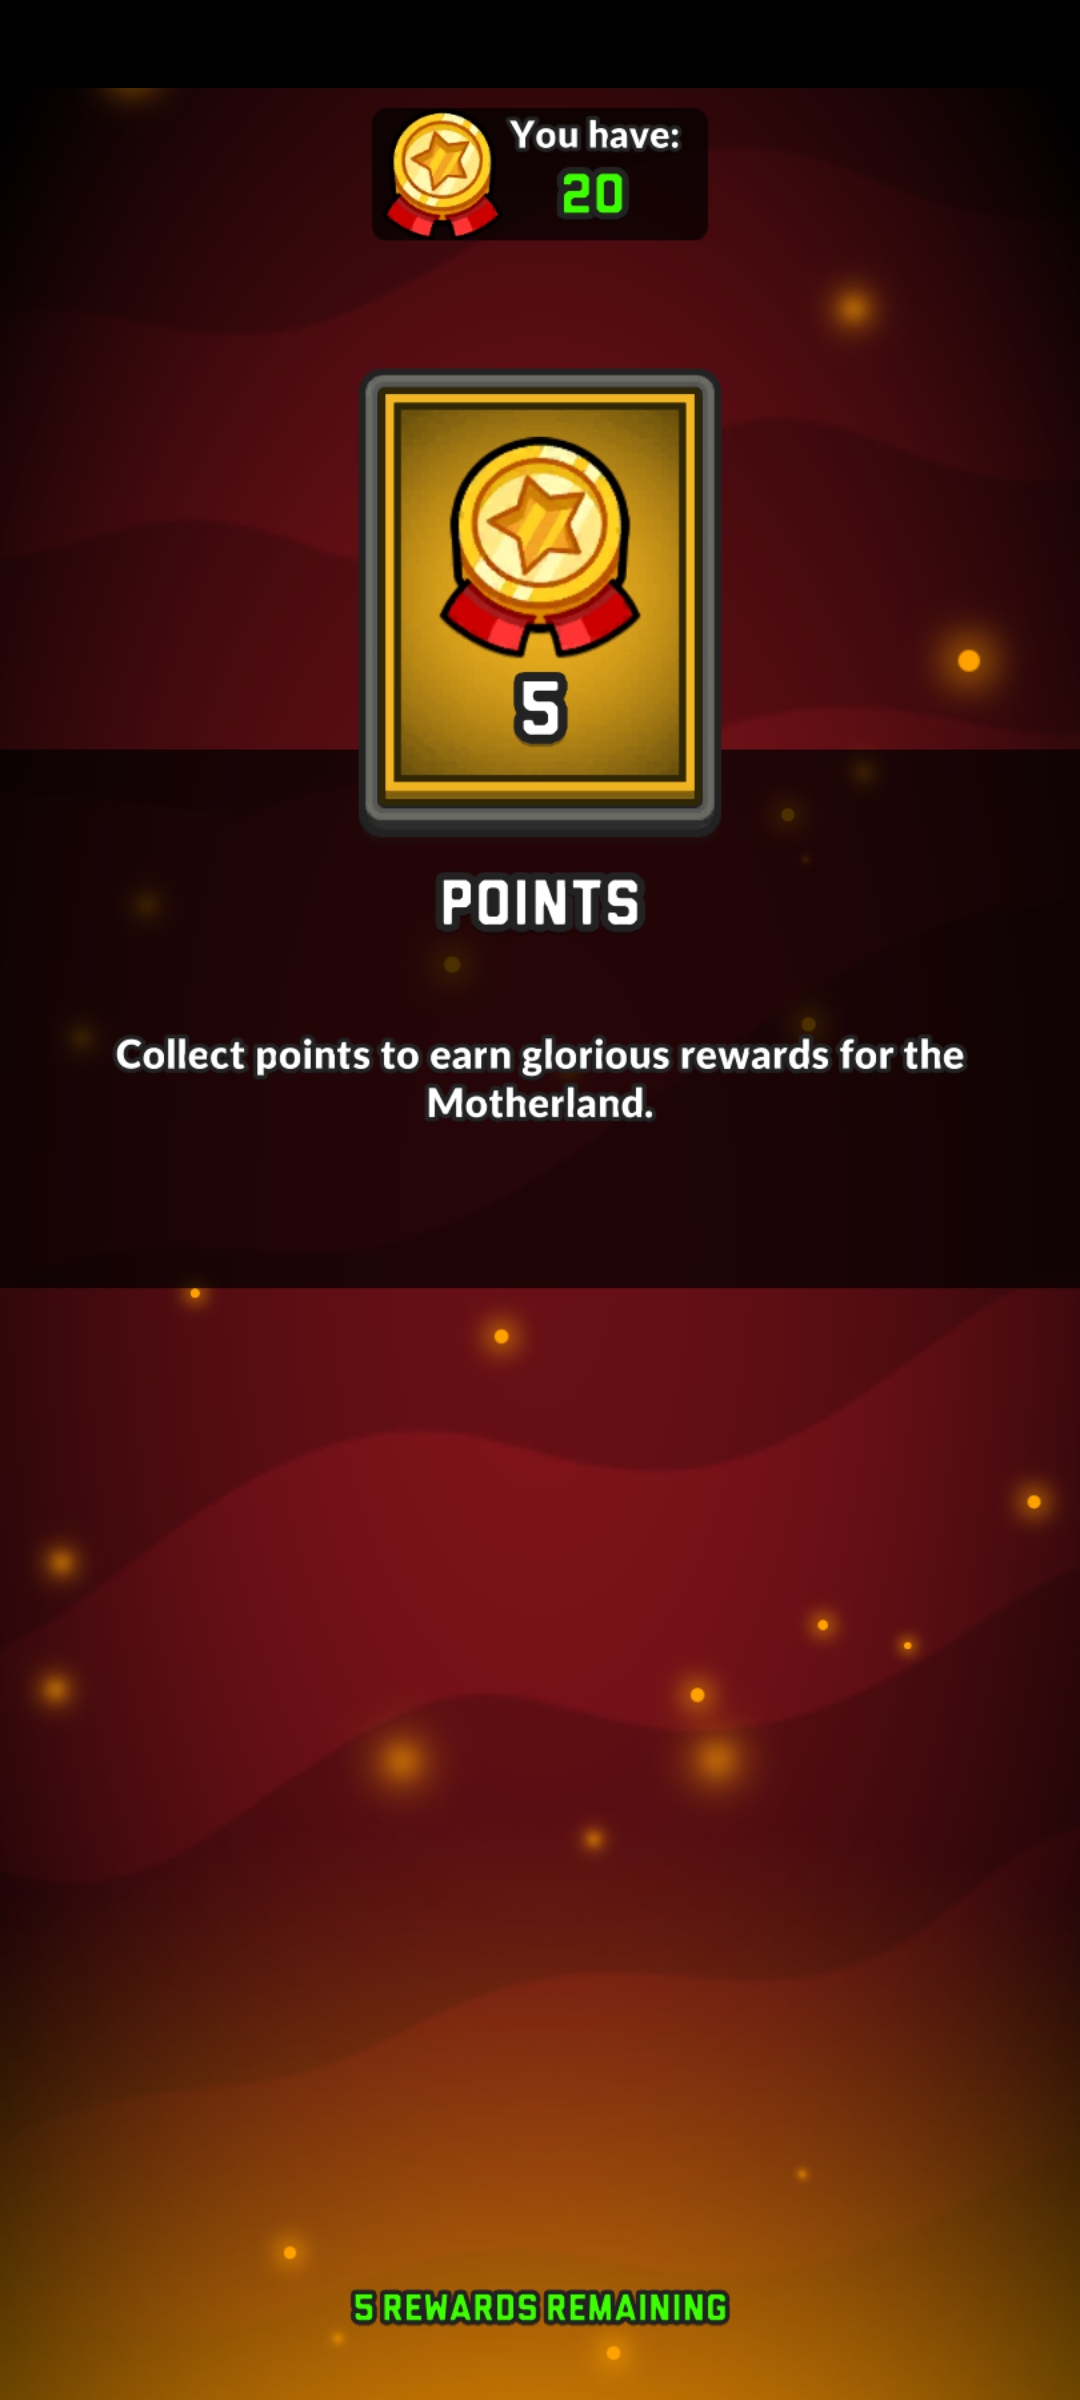 You have:
20
5
POINTS
Collect points to earn glorious rewards for the
Motherland.
5 REWARDS REMAINING